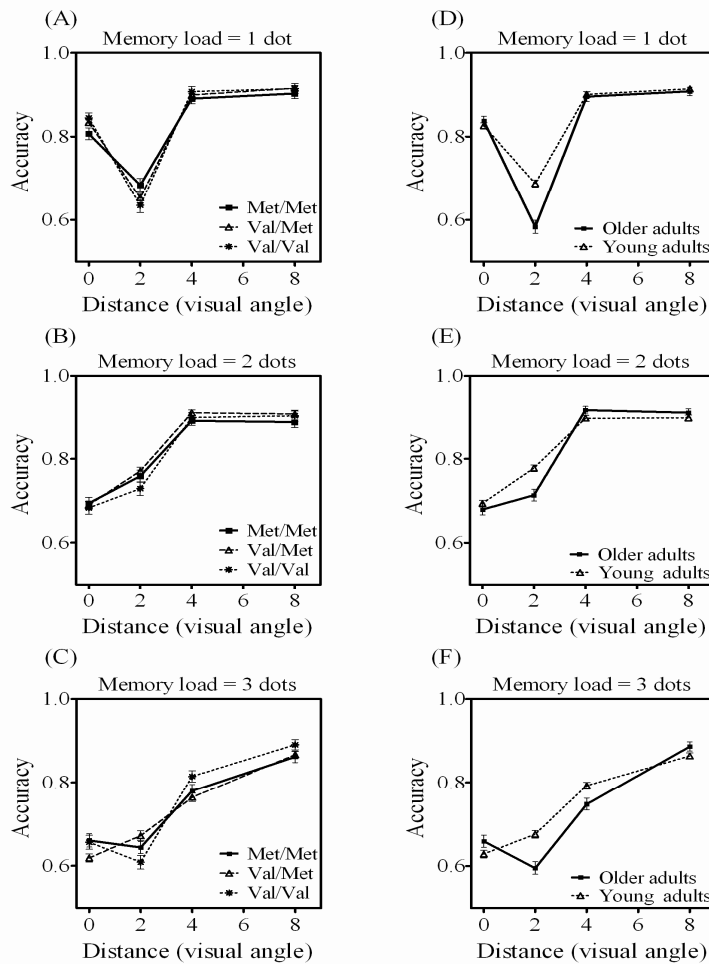 (A)
Memory load = 1 dot
1.0
0.8
0.6
Accuracy
Met/Met
Val/Met
Val/Val
0 2 4 6 8
Distance (visual angle)
(D)
Memory load = 1 dot
1.0
0.8
0.6
Accuracy
Older adults
Young adults
0 2 4 6 8
Distance (visual angle)
(B)
Memory load = 2 dots
1.0
0.8
0.6
Accuracy
Met/Met
Val/Met
Val/Val
0 2 4 6 8
Distance (visual angle)
(E)
Memory load = 2 dots
1.0
0.8
0.6
Accuracy
Older adults
Young adults
0 2 4 6 8
Distance (visual angle)
(C)
Memory load = 3 dots
1.0
0.8
0.6
Accuracy
Met/Met
Val/Met
Val/Val
0 2 4 6 8
Distance (visual angle)
(F)
Memory load = 3 dots
1.0
0.8
0.6
Accuracy
Older adults
Young adults
0 2 4 6 8
Distance (visual angle)